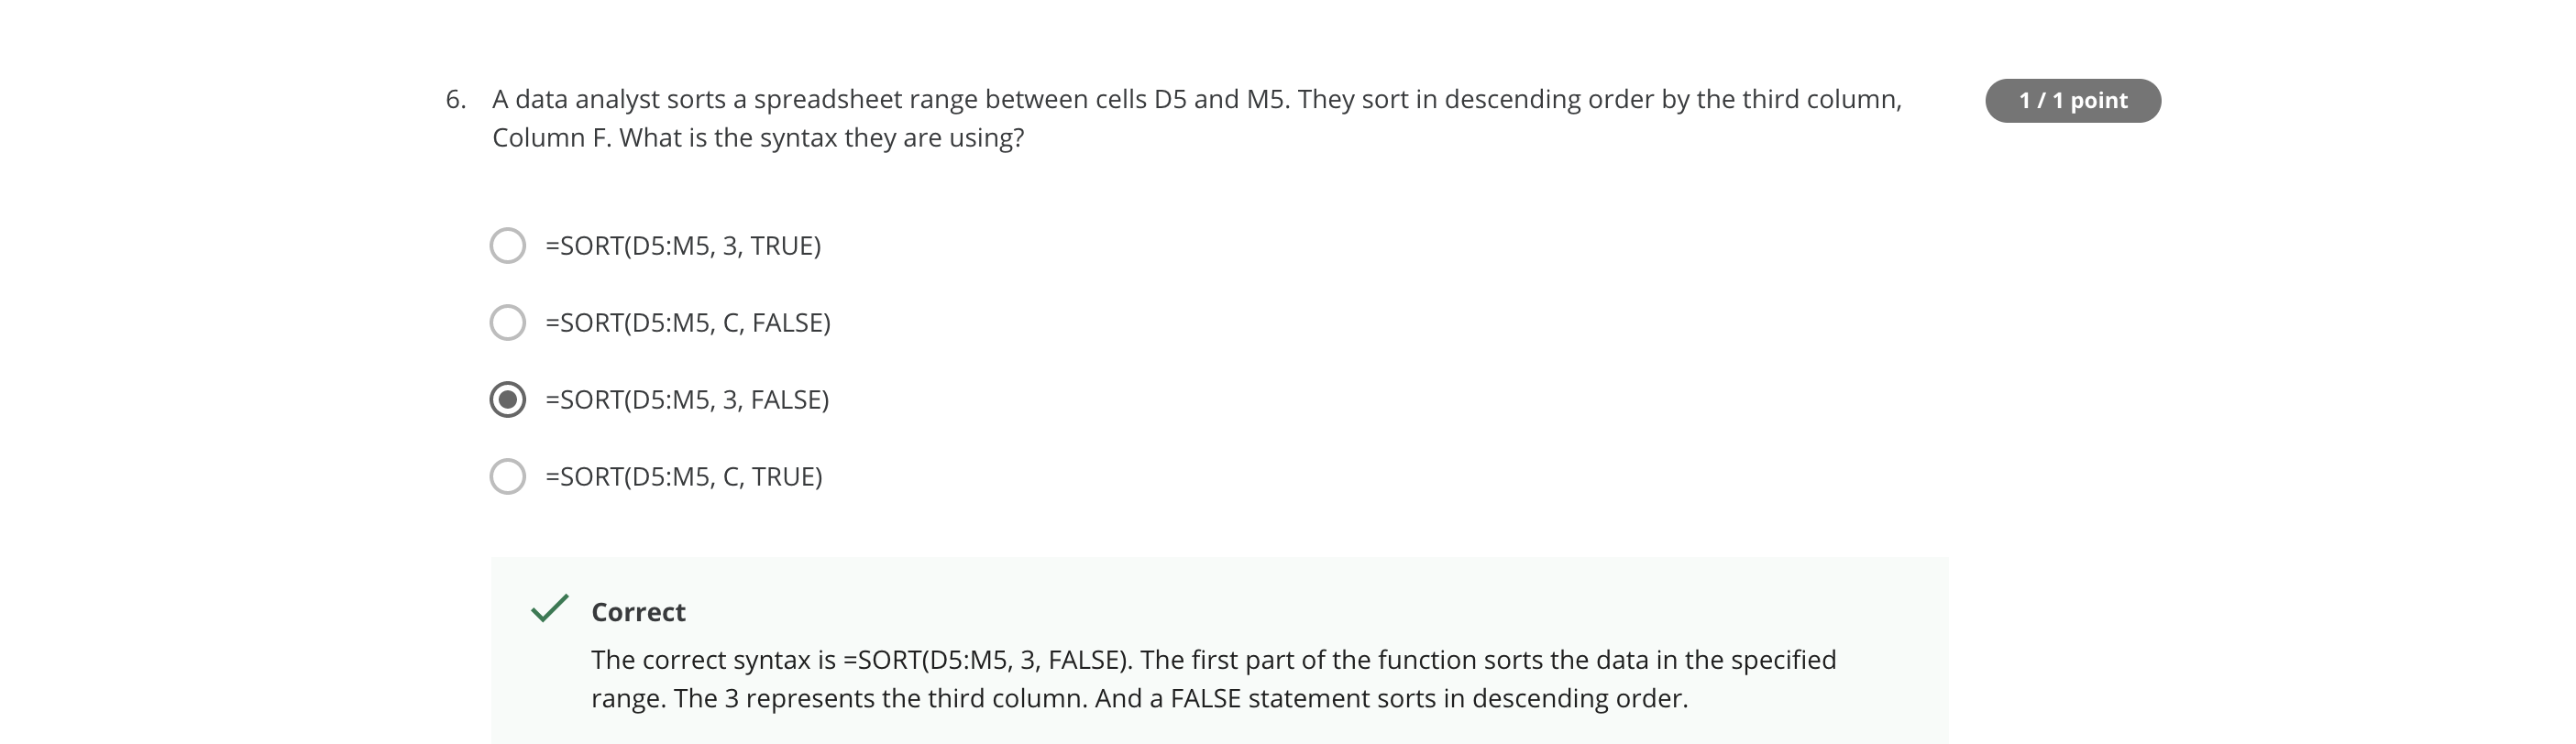 6. A data analyst sorts a spreadsheet range between cells D5 and M5. They sort in descending order by the third column, 1 / 1 point
Column F. What is the syntax they are using?
=SORT(D5:M5, 3, TRUE)
=SORT(D5:M5, C, FALSE)
=SORT(D5:M5, 3, FALSE)
=SORT(D5:M5, C, TRUE)
Correct
The correct syntax is =SORT(D5:M5, 3, FALSE). The first part of the function sorts the data in the specified
range. The 3 represents the third column. And a FALSE statement sorts in descending order.